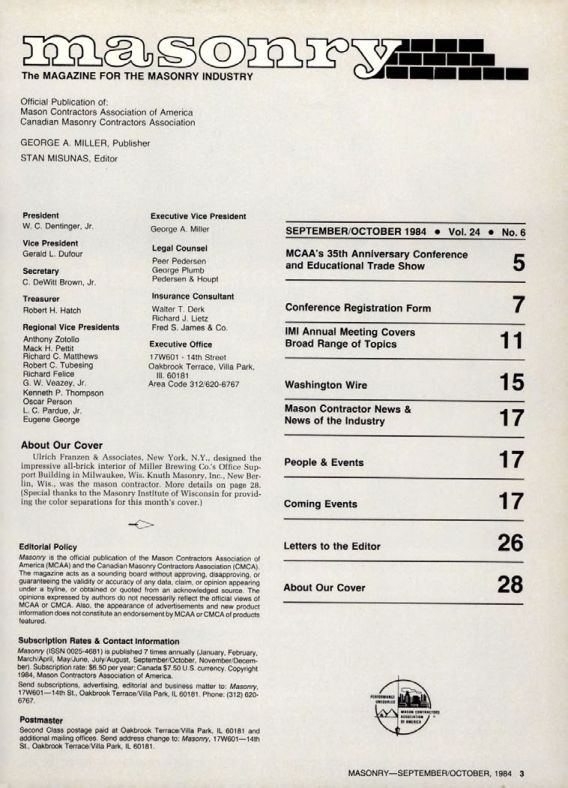 masonry
The MAGAZINE FOR THE MASONRY INDUSTRY
Official Publication of:
Mason Contractors Association of America
Canadian Masonry Contractors Association
GEORGE A. MILLER, Publisher
STAN MISUNAS, Editor
President
W. C. Dentinger, Jr.
Vice President
Gerald L. Dufour
Secretary
C. DeWitt Brown, Jr.
Treasurer
Robert H. Hatch
Regional Vice Presidents
Anthony Zotollo
Mack H. Pettit
Richard C. Matthews
Robert C. Tubesing
Richard Felice
G. W. Veazey, Jr.
Kenneth P. Thompson
Oscar Person
L. C. Pardue, Jr.
Eugene George
Executive Vice President
George A. Miller
Legal Counsel
Peer Pedersen
George Plumb
Pedersen & Houpt
Insurance Consultant
Walter T. Derk
Richard J. Lietz
Fred S. James & Co.
Executive Office
17W601 - 14th Street
Oakbrook Terrace, Villa Park,
Ill. 60181
Area Code 312/620-6767
About Our Cover
Ulrich Franzen & Associates, New York, N.Y., designed the
impressive all-brick interior of Miller Brewing Co.'s Office Sup-
port Building in Milwaukee, Wis. Knuth Masonry, Inc., New Ber-
lin, Wis., was the mason contractor. More details on page 28.
(Special thanks to the Masonry Institute of Wisconsin for provid-
ing the color separations for this month's cover.)
Editorial Policy
Masonry is the official publication of the Mason Contractors Association of
America (MCAA) and the Canadian Masonry Contractors Association (CMCA).
The magazine acts as a sounding board without approving, disapproving, or
guaranteeing the validity or accuracy of any data, claim, or opinion appearing
under a byline, or obtained or quoted from an acknowledged source. The
opinions expressed by authors do not necessarily reflect the official views of
MCAA or CMCA. Also, the appearance of advertisements and new product
information does not constitute an endorsement by MCAA or CMCA of products
featured.
Subscription Rates & Contact Information
Masonry (ISSN 0025-4681) is published 7 times annually (January, February,
March/April, May/June, July/August, September/October, November/Decem-
ber). Subscription rate: $6.50 per year; Canada $7.50 U.S. currency. Copyright
1984, Mason Contractors Association of America.
Send subscriptions, advertising, editorial and business matter to: Masonry,
17W601—14th St., Oakbrook Terrace/Villa Park, IL 60181. Phone: (312) 620-
6767.
Postmaster
Second Class postage paid at Oakbrook Terrace/Villa Park, IL 60181 and
additional mailing offices. Send address change to: Masonry, 17W601—14th
St., Oakbrook Terrace/Villa Park, IL 60181.
SEPTEMBER/OCTOBER 1984 • Vol. 24 • No. 6
MCAA's 35th Anniversary Conference
and Educational Trade Show 5
Conference Registration Form 7
IMI Annual Meeting Covers
Broad Range of Topics 11
Washington Wire 15
Mason Contractor News &
News of the Industry 17
People & Events 17
Coming Events 17
Letters to the Editor 26
About Our Cover 28
PERFORMANCE
UNEQUALED
MASON CONTRACTORS
ASSOCIATION
OF AMERICA
MASONRY—SEPTEMBER/OCTOBER, 1984 3